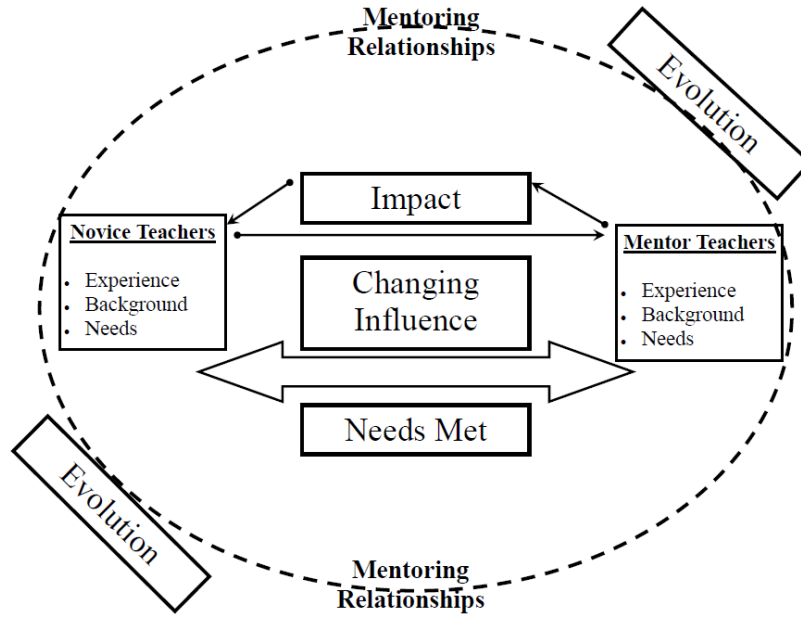 Mentoring
Relationships
Evolution
Impact
Novice Teachers
• Experience
• Background
• Needs
Changing
Influence
Mentor Teachers
• Experience
• Background
• Needs
Needs Met
Evolution
Mentoring
Relationships